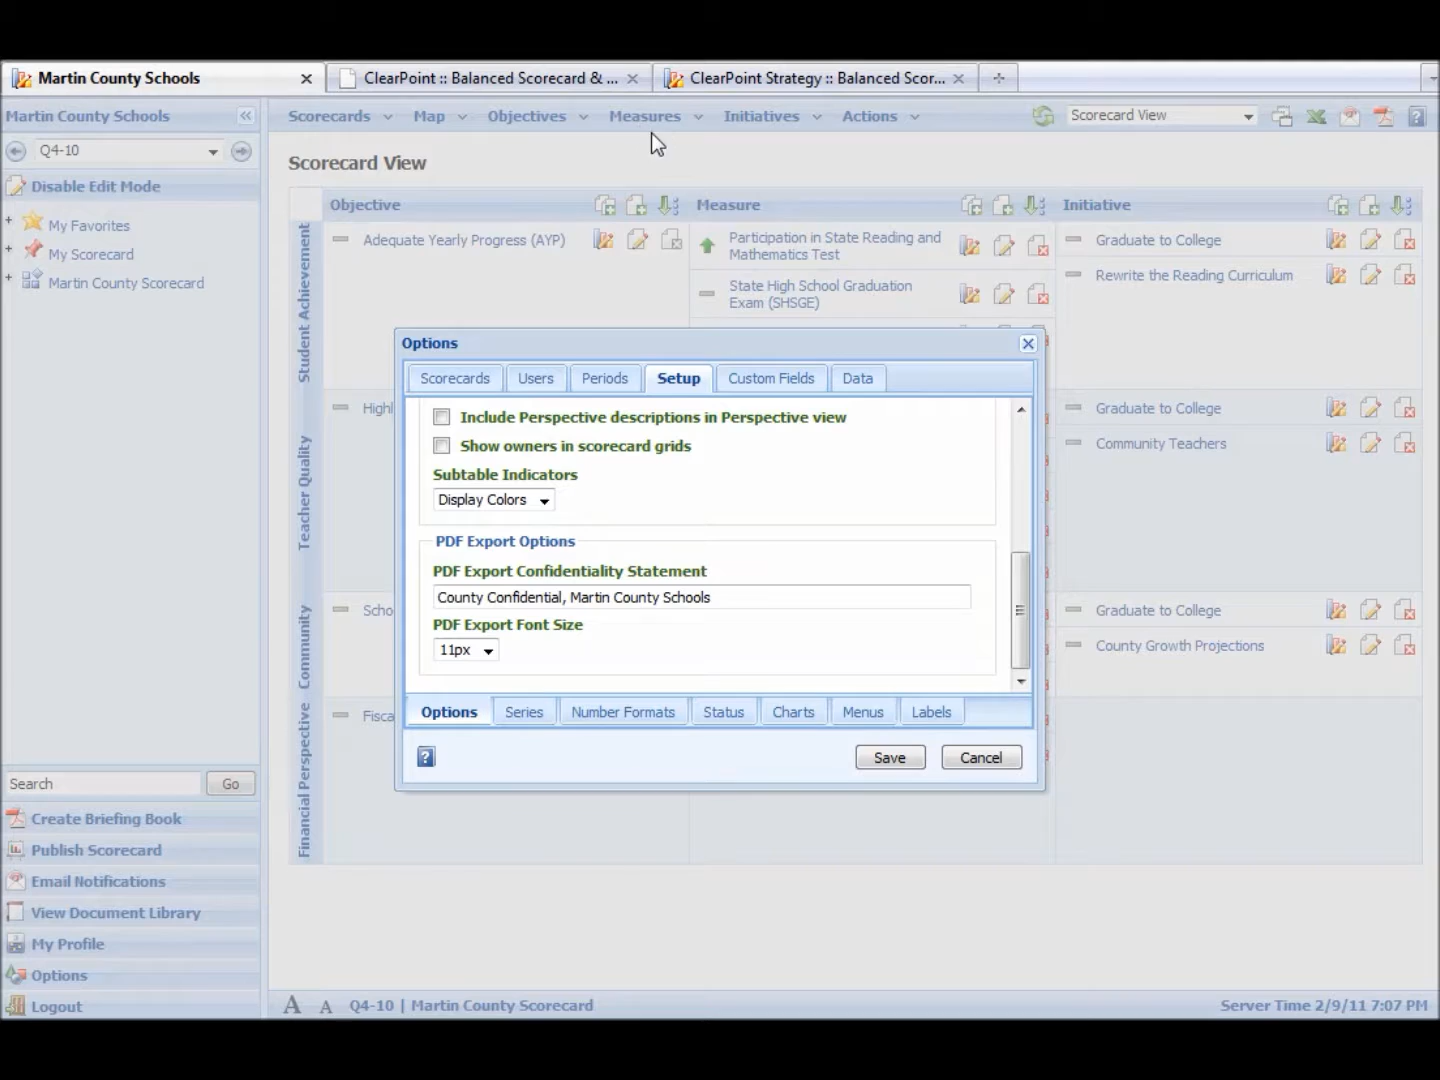 Martin County Schools
ClearPoint :: Balanced Scorecard & ...
ClearPoint Strategy :: Balanced Scor...
Martin County Schools
Scorecards
Map
Objectives
Measures
Initiatives
Actions
Scorecard View
Q4-10
Disable Edit Mode
My Favorites
My Scorecard
Martin County Scorecard
Scorecard View
Objective
Measure
Initiative
Student Achievement
Adequate Yearly Progress (AYP)
Participation in State Reading and
Mathematics Test
State High School Graduation
Exam (SHSGE)
Graduate to College
Rewrite the Reading Curriculum
Teacher Quality
Highl
Graduate to College
Community Teachers
Community
Scho
Graduate to College
County Growth Projections
Financial Perspective
Fisca
Options
Scorecards
Users
Periods
Setup
Custom Fields
Data
Include Perspective descriptions in Perspective view
Show owners in scorecard grids
Subtable Indicators
Display Colors
PDF Export Options
PDF Export Confidentiality Statement
County Confidential, Martin County Schools
PDF Export Font Size
11px
Options
Series
Number Formats
Status
Charts
Menus
Labels
?
Save
Cancel
Search
Go
Create Briefing Book
Publish Scorecard
Email Notifications
View Document Library
My Profile
Options
Logout
A A Q4-10 | Martin County Scorecard
Server Time 2/9/11 7:07 PM